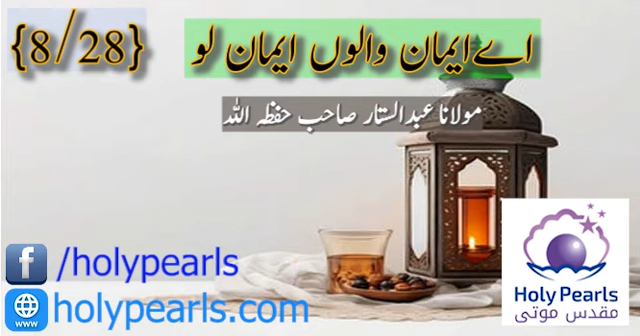 {8/28}
اے ایمان والوں ایمان لو
مولانا عبدالستار صاحب حفظہ اللہ
f /holypearls
www holypearls.com
Holy Pearls
مقدس موتی